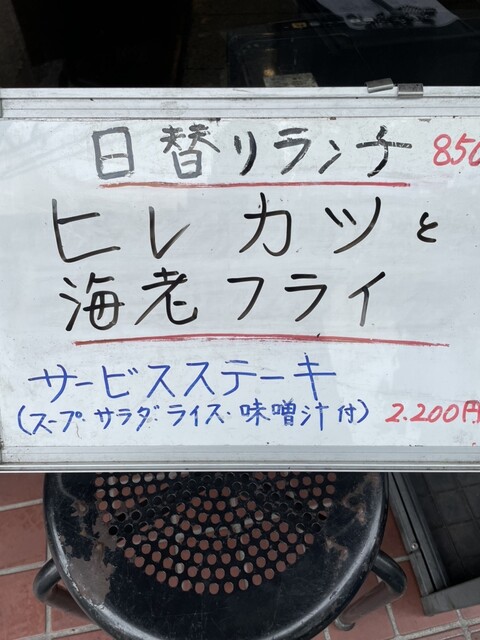 日替リランチ 850
ヒレカツと
海老フライ
サービスステーキ
(スープ・サラダ・ライス・味噌汁付) 2.200円